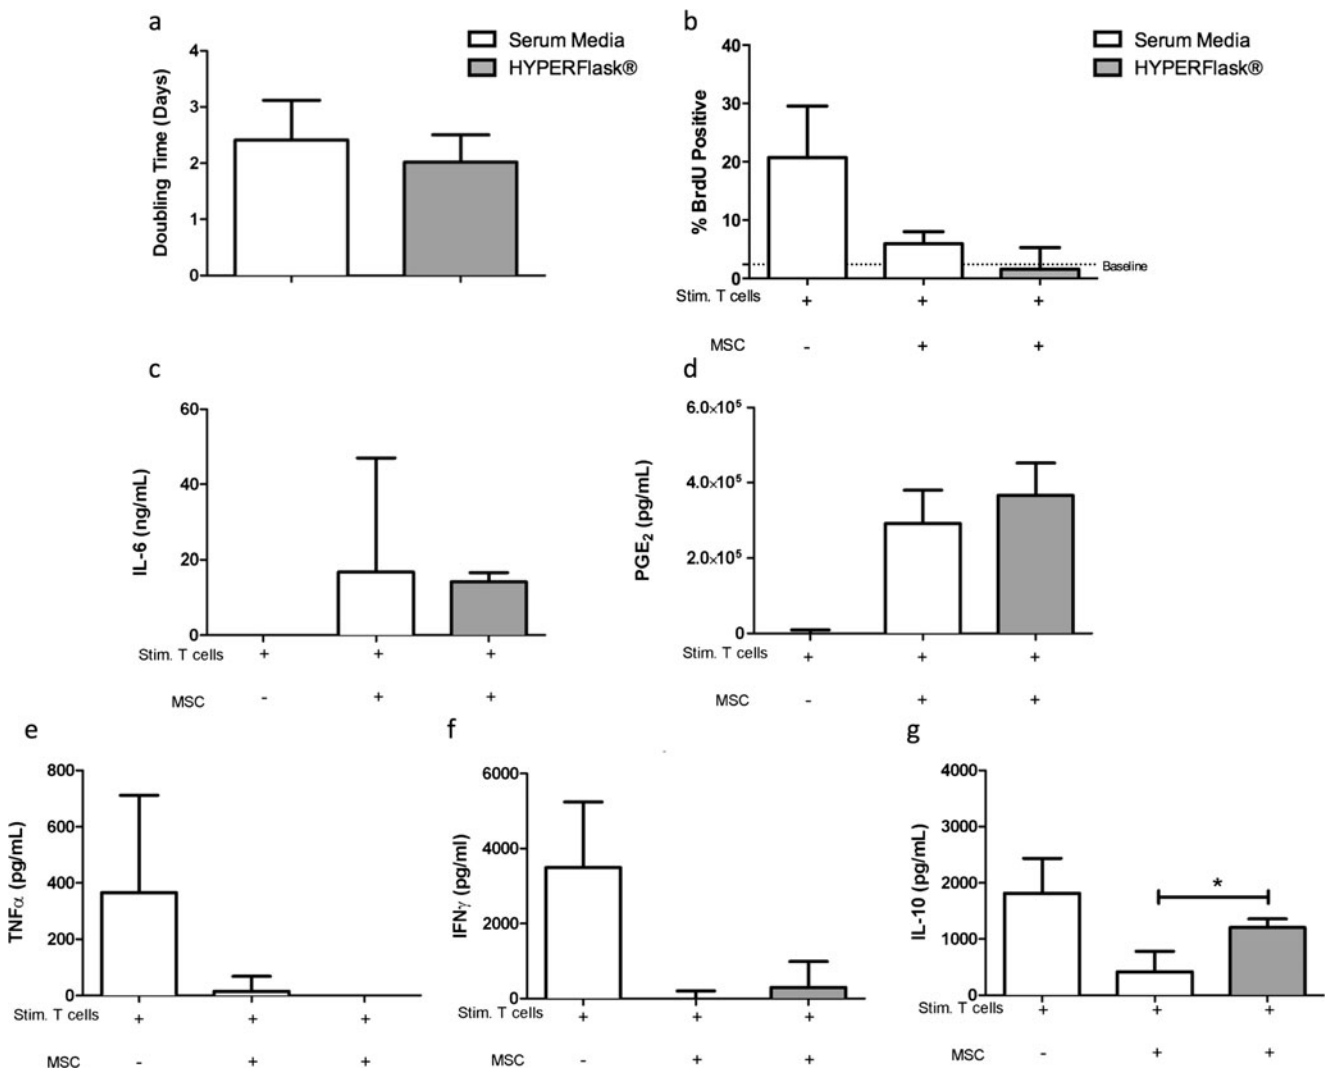 a
Serum Media
HYPERFlask®
Doubling Time (Days)
4
3
2
1
0
b
Serum Media
HYPERFlask®
% BrdU Positive
40
30
20
10
0
Baseline
Stim. T cells + + +
MSC - + +
c
IL-6 (ng/mL)
60
40
20
0
Stim. T cells + + +
MSC - + +
d
PGE₂ (pg/mL)
6.0×10⁵
4.0×10⁵
2.0×10⁵
0
Stim. T cells + + +
MSC - + +
e
TNFα (pg/mL)
800
600
400
200
0
Stim. T cells + + +
MSC - + +
f
IFNγ (pg/ml)
6000
4000
2000
0
Stim. T cells + + +
MSC - + +
g
IL-10 (pg/mL)
4000
3000
2000
1000
0
*
Stim. T cells + + +
MSC - + +